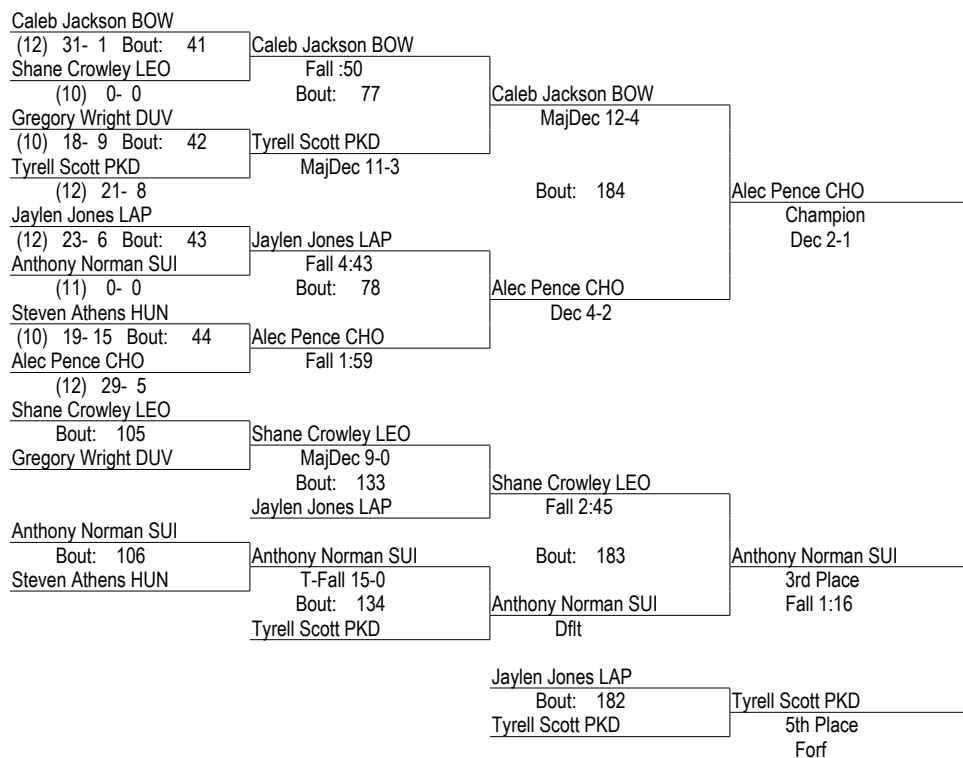 Caleb Jackson BOW
(12) 31- 1 Bout: 41
Caleb Jackson BOW
Shane Crowley LEO
Fall :50
(10) 0- 0
Bout: 77
Caleb Jackson BOW
Gregory Wright DUV
MajDec 12-4
(10) 18- 9 Bout: 42
Tyrell Scott PKD
Tyrell Scott PKD
MajDec 11-3
(12) 21- 8
Bout: 184
Alec Pence CHO
Jaylen Jones LAP
Champion
(12) 23- 6 Bout: 43
Jaylen Jones LAP
Dec 2-1
Anthony Norman SUI
Fall 4:43
(11) 0- 0
Bout: 78
Alec Pence CHO
Steven Athens HUN
Dec 4-2
(10) 19- 15 Bout: 44
Alec Pence CHO
Alec Pence CHO
Fall 1:59
(12) 29- 5
Shane Crowley LEO
Bout: 105
Shane Crowley LEO
Gregory Wright DUV
MajDec 9-0
Bout: 133
Shane Crowley LEO
Jaylen Jones LAP
Fall 2:45
Anthony Norman SUI
Bout: 106
Anthony Norman SUI
Bout: 183
Anthony Norman SUI
Steven Athens HUN
T-Fall 15-0
3rd Place
Bout: 134
Anthony Norman SUI
Fall 1:16
Tyrell Scott PKD
Dflt
Jaylen Jones LAP
Bout: 182
Tyrell Scott PKD
Tyrell Scott PKD
5th Place
Forf